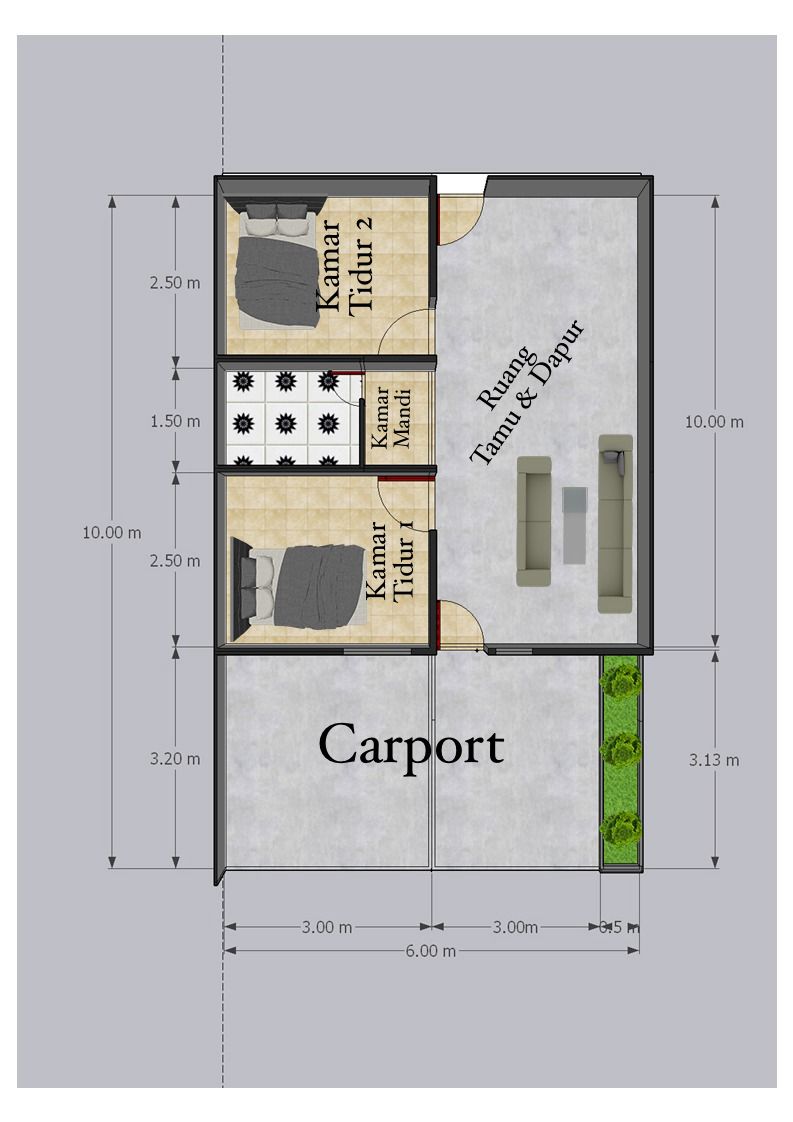 Kamar
Tidur 2
2.50 m
Ruang
Tamu & Dapur
Kamar
Mandi
1.50 m
10.00 m
10.00 m
2.50 m
Kamar
Tidur 1
Carport
3.20 m
3.13 m
3.00 m
3.00m
0.5 m
6.00 m